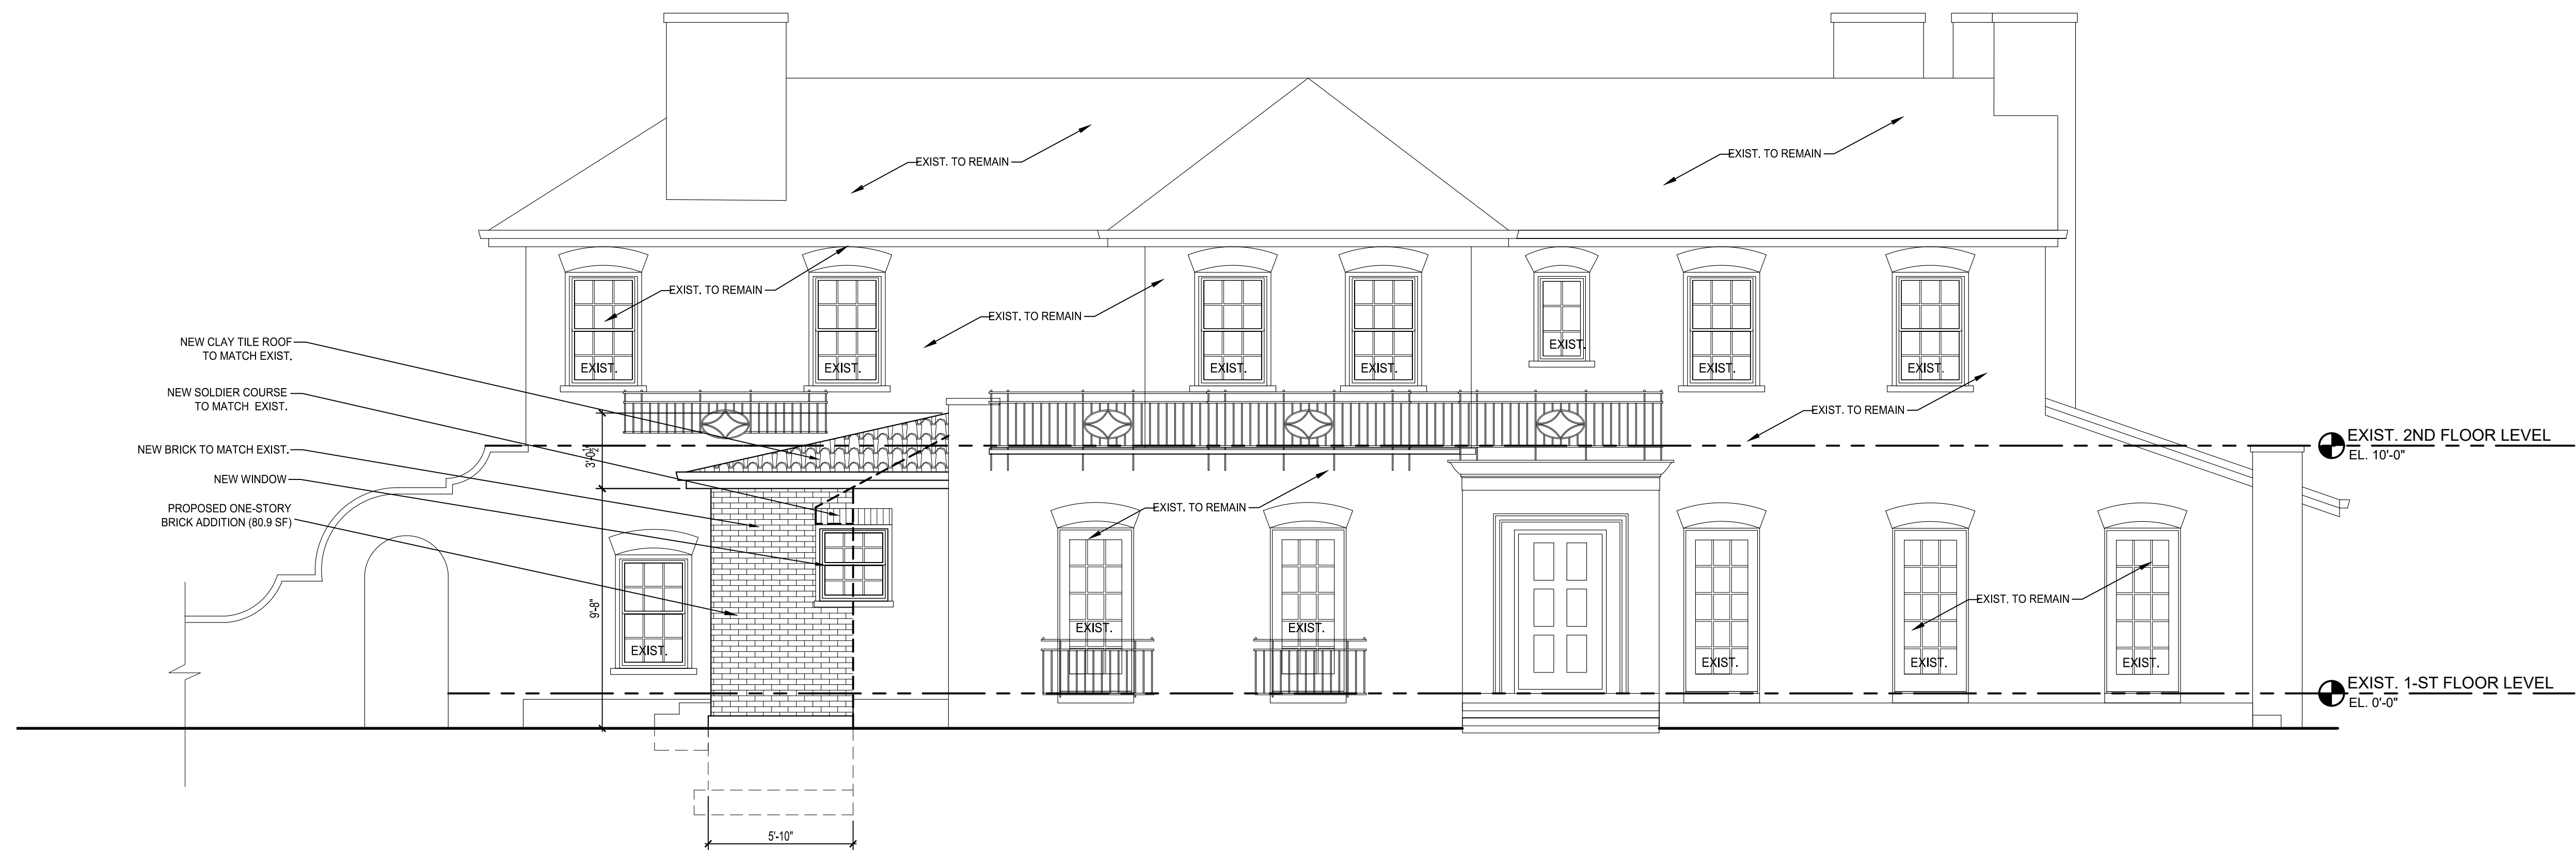 EXIST. TO REMAIN
EXIST. TO REMAIN
EXIST. TO REMAIN
EXIST. TO REMAIN
EXIST.
EXIST.
EXIST.
EXIST.
EXIST.
EXIST.
EXIST.
NEW CLAY TILE ROOF
TO MATCH EXIST.
NEW SOLDIER COURSE
TO MATCH EXIST.
NEW BRICK TO MATCH EXIST.
NEW WINDOW
PROPOSED ONE-STORY
BRICK ADDITION (80.9 SF)
3'-0½"
9'-8"
EXIST. TO REMAIN
EXIST. 2ND FLOOR LEVEL
EL. 10'-0"
EXIST. TO REMAIN
EXIST. TO REMAIN
EXIST.
EXIST.
EXIST.
EXIST.
EXIST.
EXIST.
EXIST. 1-ST FLOOR LEVEL
EL. 0'-0"
5'-10"